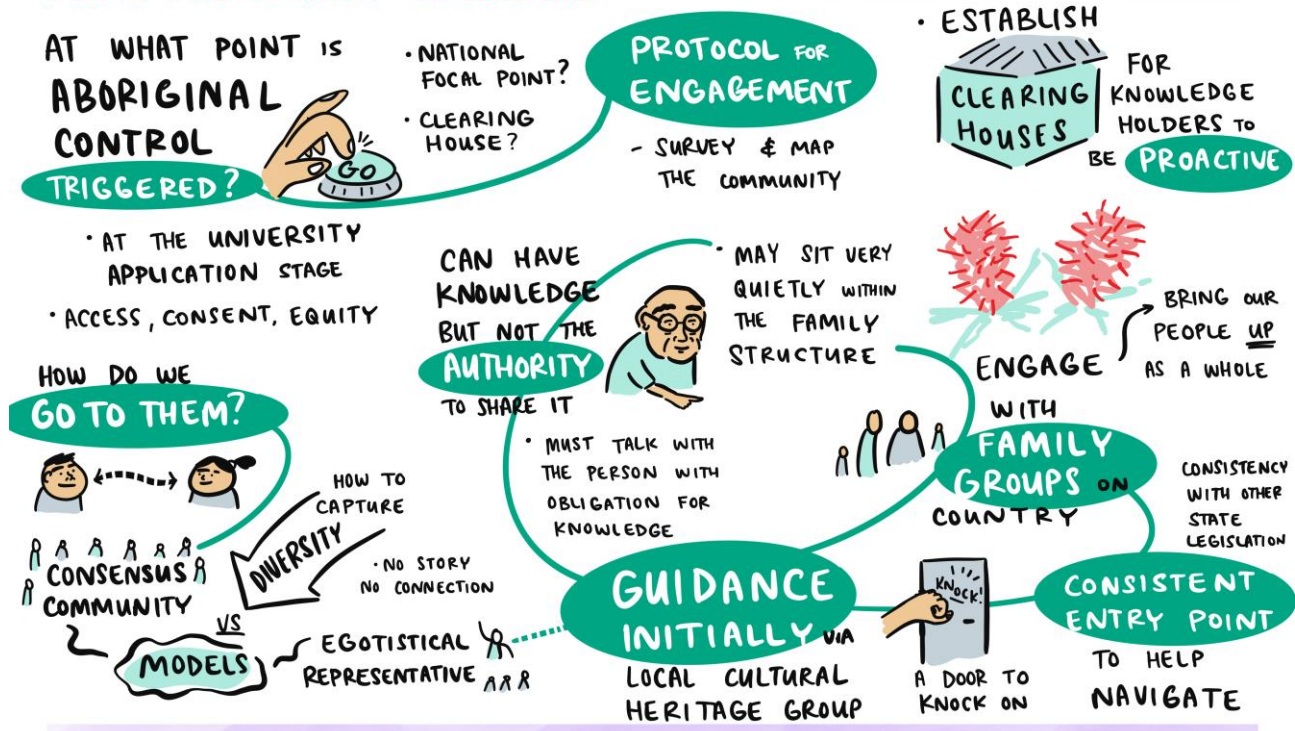 AT WHAT POINT IS
ABORIGINAL
CONTROL
TRIGGERED?
GO
• NATIONAL
FOCAL POINT?
• CLEARING
HOUSE?
PROTOCOL FOR
ENGAGEMENT
- SURVEY & MAP
THE COMMUNITY
• ESTABLISH
CLEARING
HOUSES
FOR
KNOWLEDGE
HOLDERS TO
BE PROACTIVE
• AT THE UNIVERSITY
APPLICATION STAGE
• ACCESS, CONSENT, EQUITY
CAN HAVE
KNOWLEDGE
BUT NOT THE
AUTHORITY
TO SHARE IT
• MAY SIT VERY
QUIETLY WITHIN
THE FAMILY
STRUCTURE
• MUST TALK WITH
THE PERSON WITH
OBLIGATION FOR
KNOWLEDGE
ENGAGE
WITH
FAMILY
GROUPS ON
COUNTRY
BRING OUR
PEOPLE UP
AS A WHOLE
HOW DO WE
GO TO THEM?
HOW TO
CAPTURE
DIVERSITY
• NO STORY
NO CONNECTION
CONSENSUS
COMMUNITY
VS
MODELS
EGOTISTICAL
REPRESENTATIVE
GUIDANCE
INITIALLY VIA
LOCAL CULTURAL
HERITAGE GROUP
KNOCK!
A DOOR TO
KNOCK ON
CONSISTENCY
WITH OTHER
STATE
LEGISLATION
CONSISTENT
ENTRY POINT
TO HELP
NAVIGATE